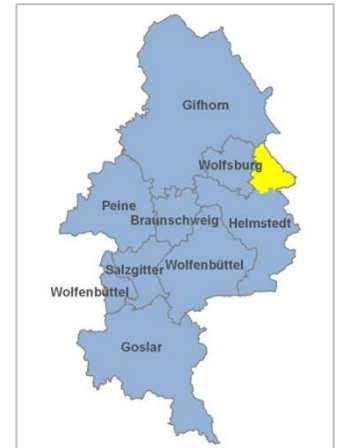 Gifhorn
Wolfsburg
Peine
Braunschweig
Helmstedt
Salzgitter
Wolfenbüttel
Wolfenbüttel
Goslar